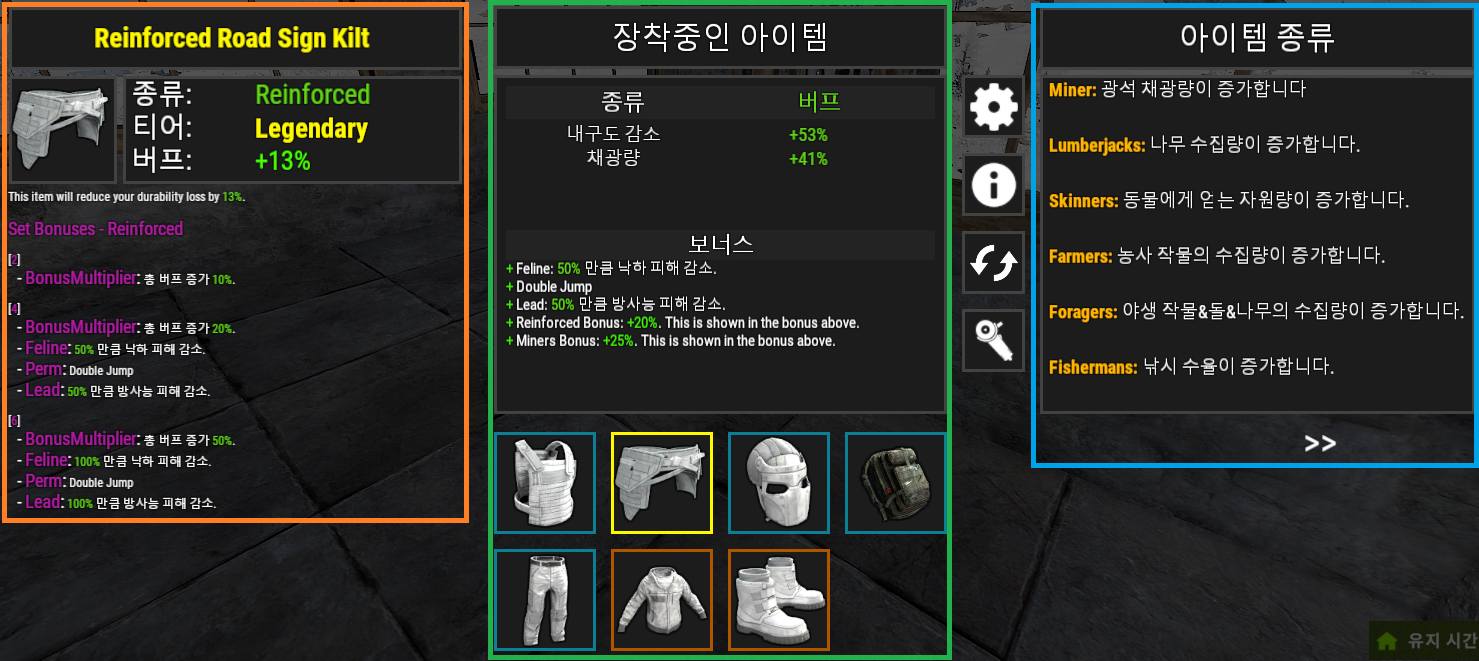 Reinforced Road Sign Kilt
종류: Reinforced
티어: Legendary
버프: +13%
This item will reduce your durability loss by 13%.
Set Bonuses - Reinforced
[2]
- BonusMultiplier: 총 버프 증가 10%.
[4]
- BonusMultiplier: 총 버프 증가 20%.
- Feline: 50% 만큼 낙하 피해 감소.
- Perm: Double Jump
- Lead: 50% 만큼 방사능 피해 감소.
[6]
- BonusMultiplier: 총 버프 증가 50%.
- Feline: 100% 만큼 낙하 피해 감소.
- Perm: Double Jump
- Lead: 100% 만큼 방사능 피해 감소.
장착중인 아이템
종류 버프
내구도 감소 +53%
채광량 +41%
보너스
+ Feline: 50% 만큼 낙하 피해 감소.
+ Double Jump
+ Lead: 50% 만큼 방사능 피해 감소.
+ Reinforced Bonus: +20%. This is shown in the bonus above.
+ Miners Bonus: +25%. This is shown in the bonus above.
아이템 종류
Miner: 광석 채광량이 증가합니다
Lumberjacks: 나무 수집량이 증가합니다.
Skinners: 동물에게 얻는 자원량이 증가합니다.
Farmers: 농사 작물의 수집량이 증가합니다.
Foragers: 야생 작물&돌&나무의 수집량이 증가합니다.
Fishermans: 낚시 수율이 증가합니다.
>>
유지 시간